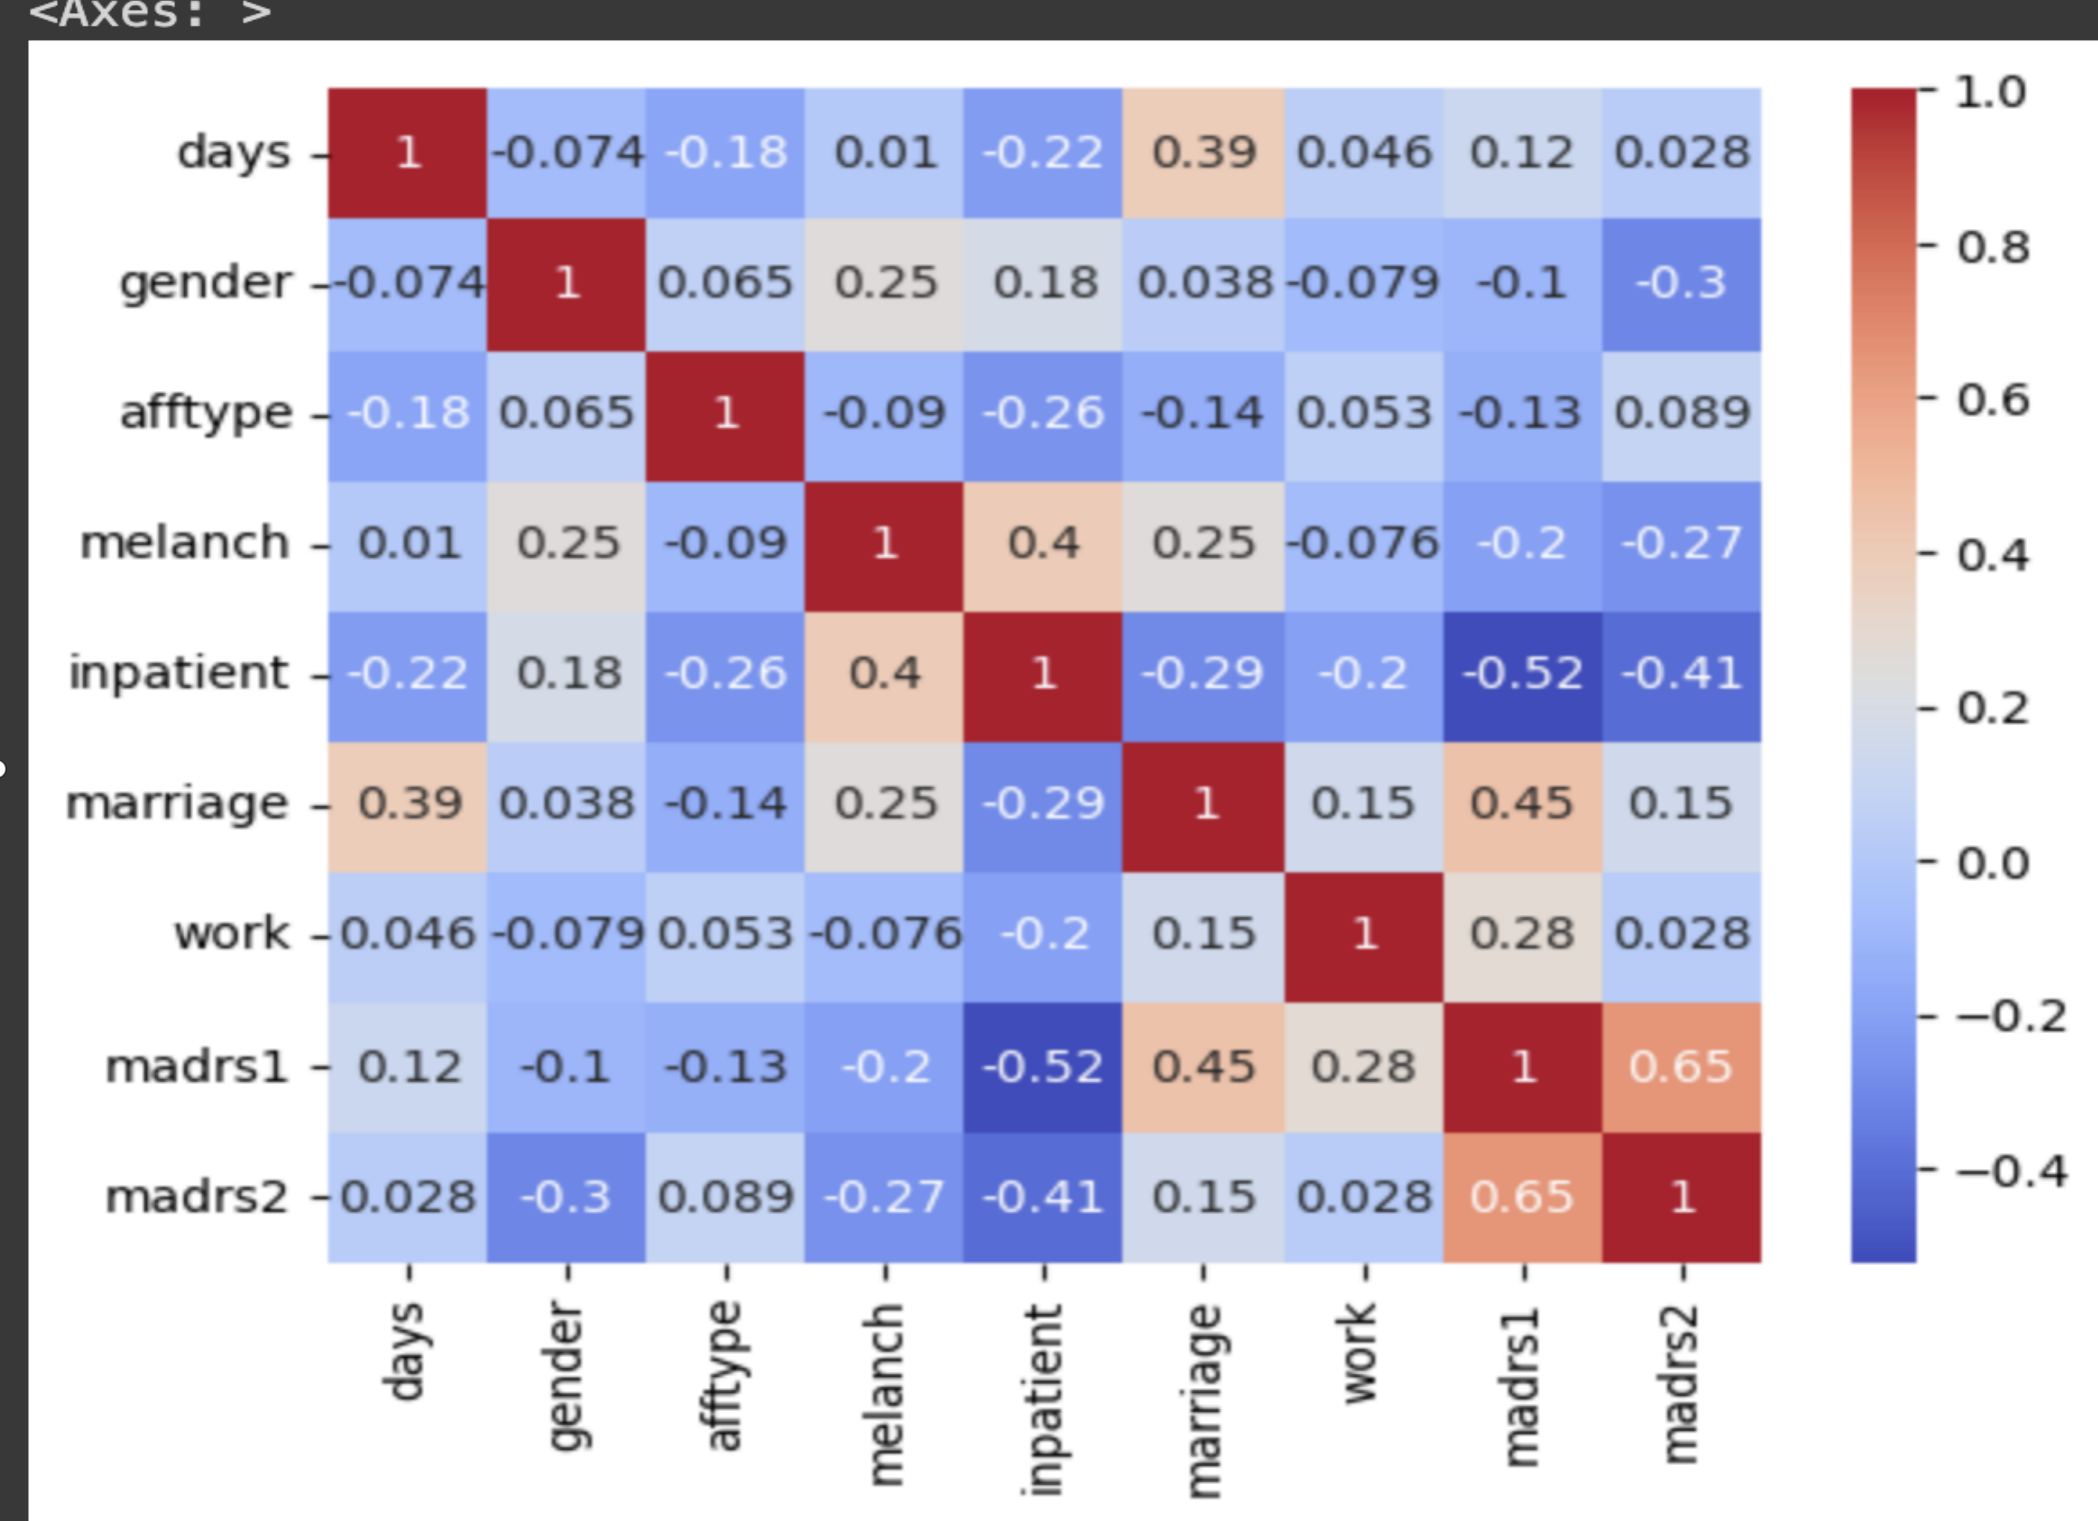 <Axes: >
days 1 -0.074 -0.18 0.01 -0.22 0.39 0.046 0.12 0.028
gender -0.074 1 0.065 0.25 0.18 0.038 -0.079 -0.1 -0.3
afftype -0.18 0.065 1 -0.09 -0.26 -0.14 0.053 -0.13 0.089
melanch 0.01 0.25 -0.09 1 0.4 0.25 -0.076 -0.2 -0.27
inpatient -0.22 0.18 -0.26 0.4 1 -0.29 -0.2 -0.52 -0.41
marriage 0.39 0.038 -0.14 0.25 -0.29 1 0.15 0.45 0.15
work 0.046 -0.079 0.053 -0.076 -0.2 0.15 1 0.28 0.028
madrs1 0.12 -0.1 -0.13 -0.2 -0.52 0.45 0.28 1 0.65
madrs2 0.028 -0.3 0.089 -0.27 -0.41 0.15 0.028 0.65 1
days gender afftype melanch inpatient marriage work madrs1 madrs2
1.0
0.8
0.6
0.4
0.2
0.0
−0.2
−0.4